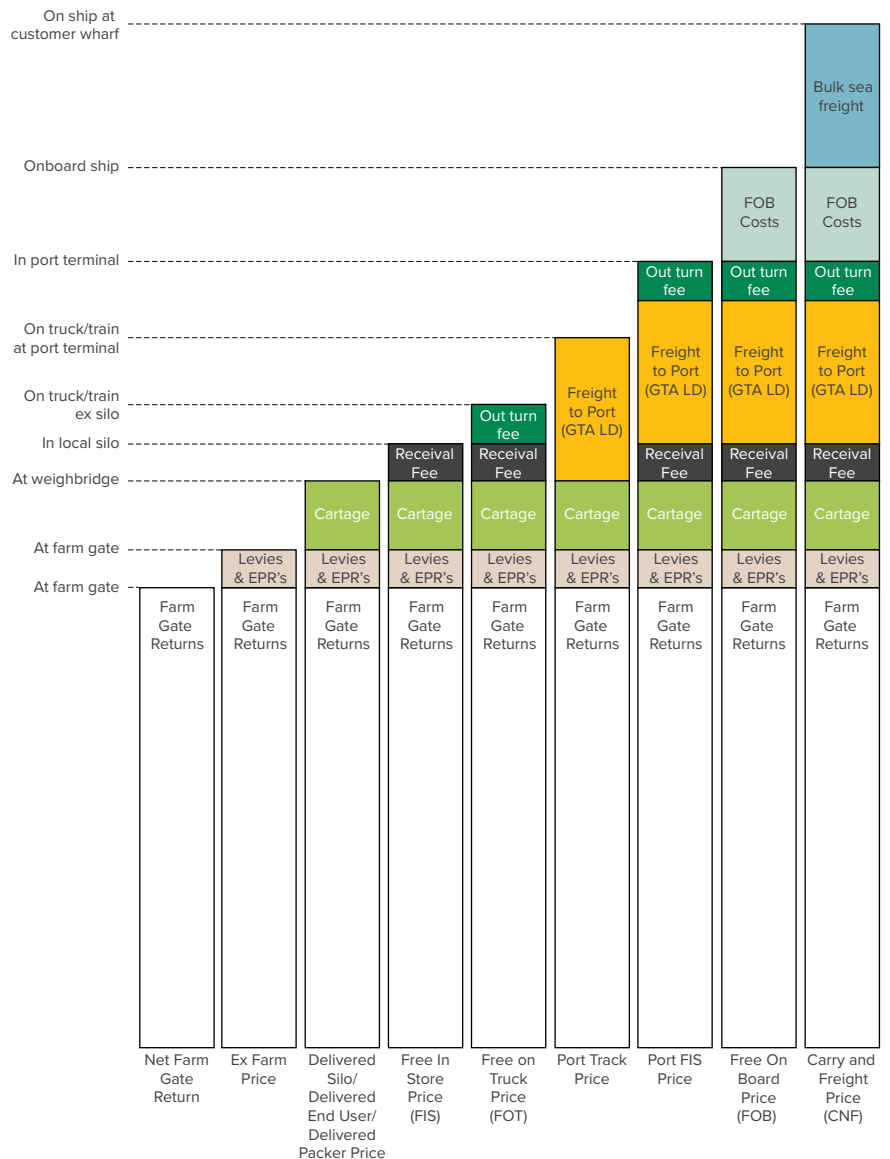 On ship at
customer wharf
Onboard ship
In port terminal
On truck/train
at port terminal
On truck/train
ex silo
In local silo
At weighbridge
At farm gate
At farm gate
Farm
Gate
Returns
Net Farm
Gate
Return
Levies
& EPR's
Farm
Gate
Returns
Ex Farm
Price
Cartage
Levies
& EPR's
Farm
Gate
Returns
Delivered
Silo/
Delivered
End User/
Delivered
Packer Price
Receival
Fee
Cartage
Levies
& EPR's
Farm
Gate
Returns
Free In
Store
Price
(FIS)
Out turn
fee
Receival
Fee
Cartage
Levies
& EPR's
Farm
Gate
Returns
Free on
Truck
Price
(FOT)
Freight
to Port
(GTA LD)
Cartage
Levies
& EPR's
Farm
Gate
Returns
Port Track
Price
Out turn
fee
Freight
to Port
(GTA LD)
Receival
Fee
Cartage
Levies
& EPR's
Farm
Gate
Returns
Port FIS
Price
FOB
Costs
Out turn
fee
Freight
to Port
(GTA LD)
Receival
Fee
Cartage
Levies
& EPR's
Farm
Gate
Returns
Free On
Board
Price
(FOB)
Bulk sea
freight
FOB
Costs
Out turn
fee
Freight
to Port
(GTA LD)
Receival
Fee
Cartage
Levies
& EPR's
Farm
Gate
Returns
Carry and
Freight
Price
(CNF)